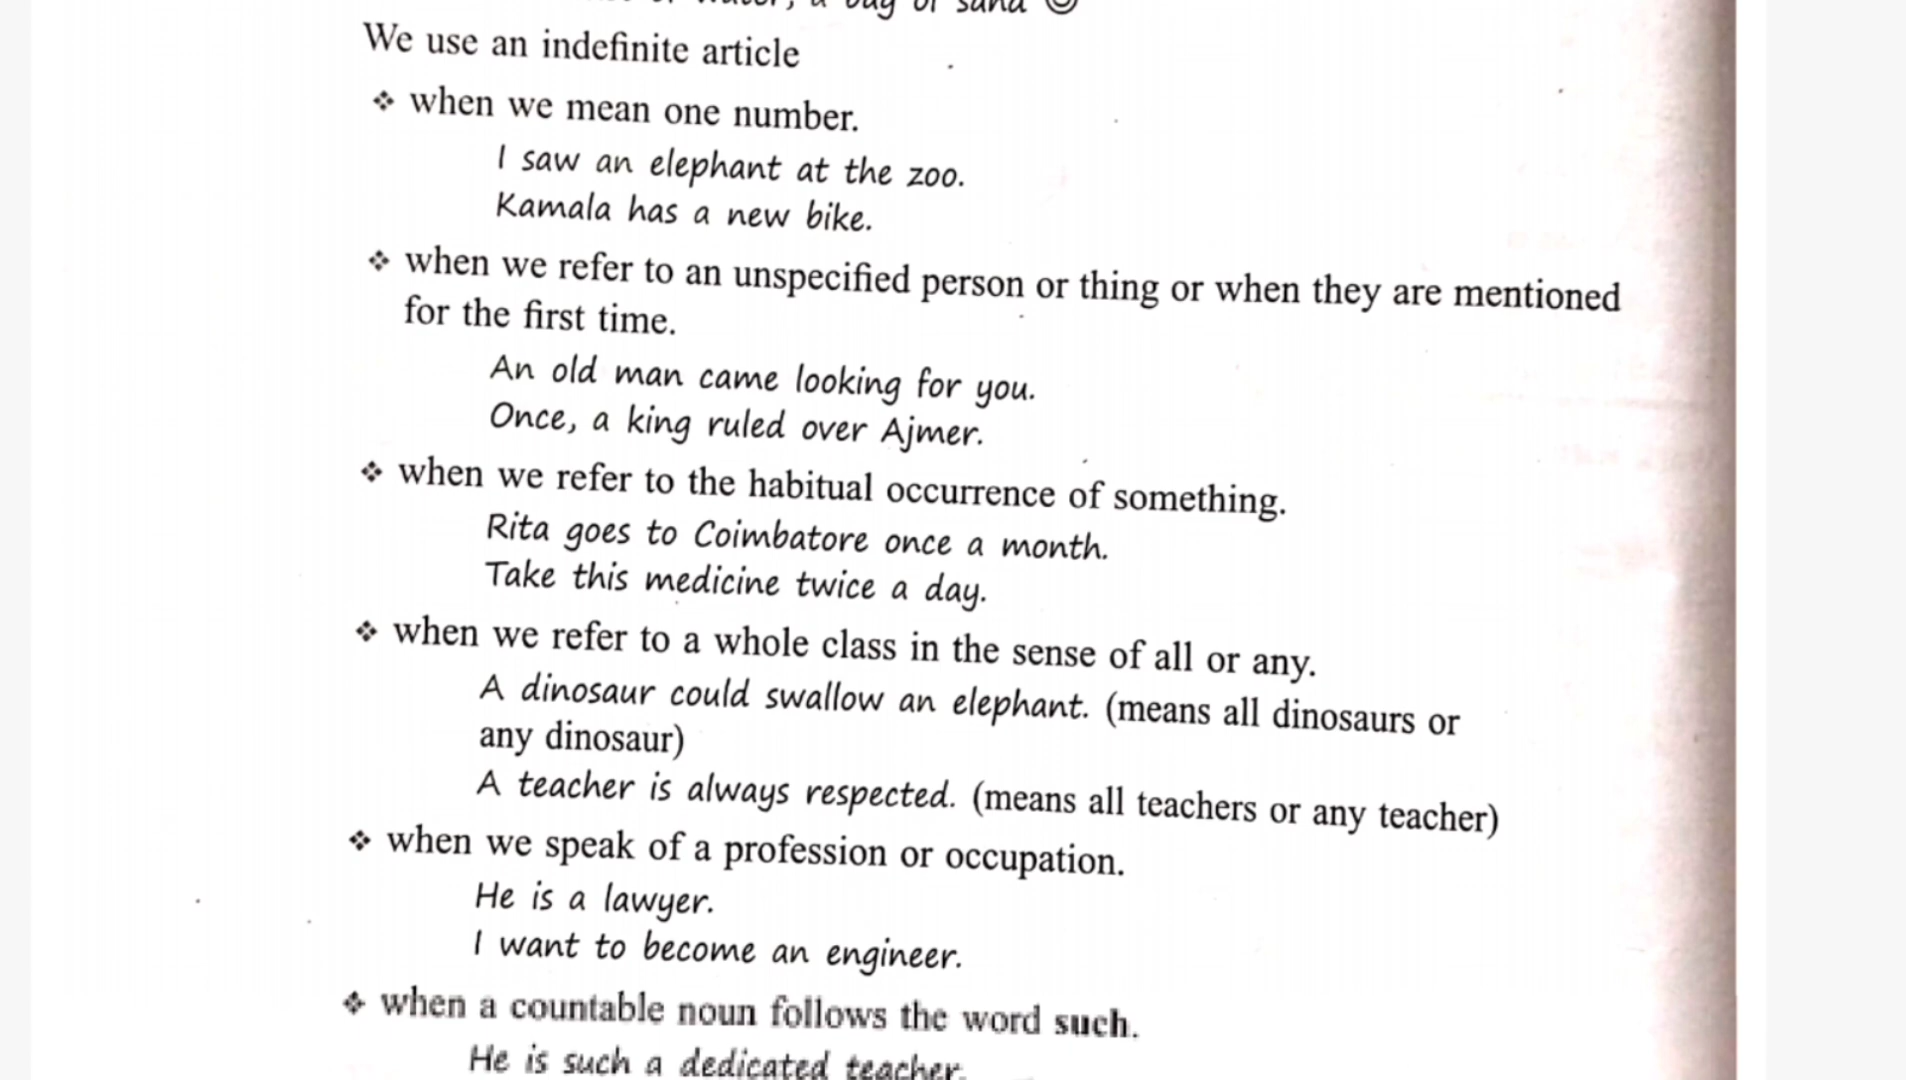 of water, a bag of sand
We use an indefinite article
❖ when we mean one number.
I saw an elephant at the zoo.
Kamala has a new bike.
❖ when we refer to an unspecified person or thing or when they are mentioned
for the first time.
An old man came looking for you.
Once, a king ruled over Ajmer.
❖ when we refer to the habitual occurrence of something.
Rita goes to Coimbatore once a month.
Take this medicine twice a day.
❖ when we refer to a whole class in the sense of all or any.
A dinosaur could swallow an elephant. (means all dinosaurs or
any dinosaur)
A teacher is always respected. (means all teachers or any teacher)
❖ when we speak of a profession or occupation.
He is a lawyer.
I want to become an engineer.
❖ when a countable noun follows the word such.
He is such a dedicated teacher.